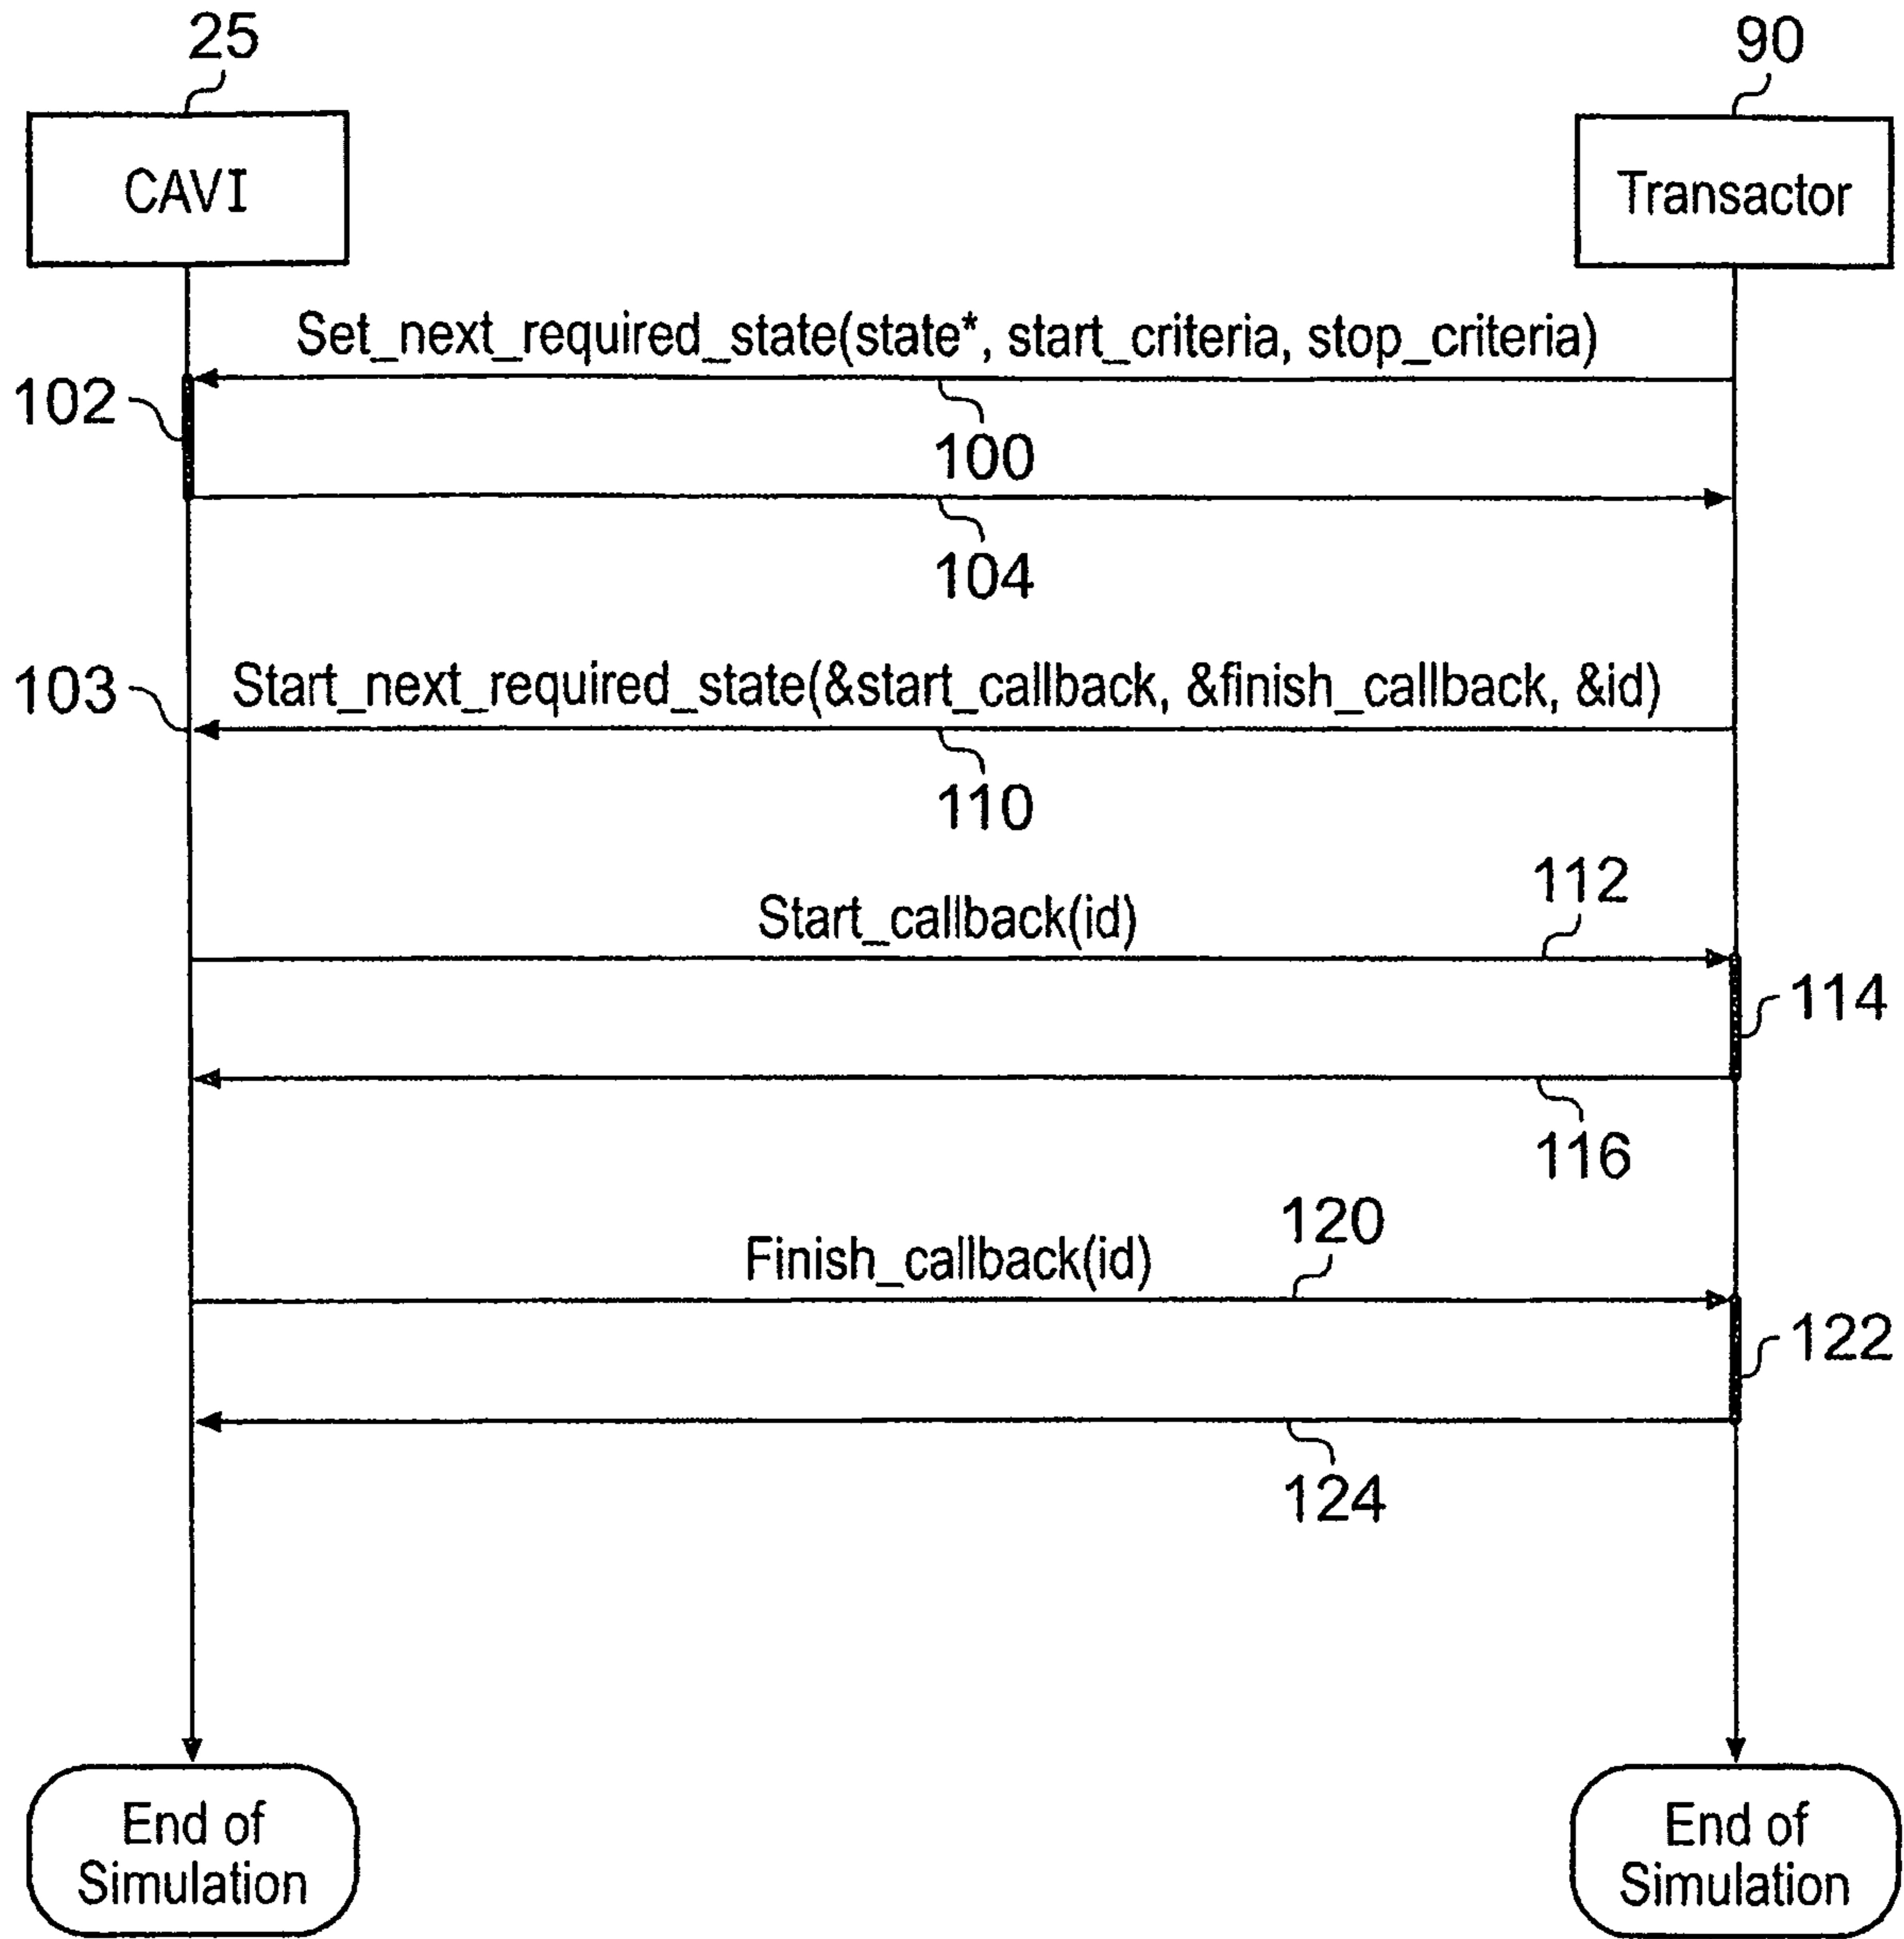 25
90
CAVI
Transactor
Set_next_required_state(state*, start_criteria, stop_criteria)
102
100
104
103
Start_next_required_state(&start_callback, &finish_callback, &id)
110
112
Start_callback(id)
114
116
120
Finish_callback(id)
122
124
End of
Simulation
End of
Simulation